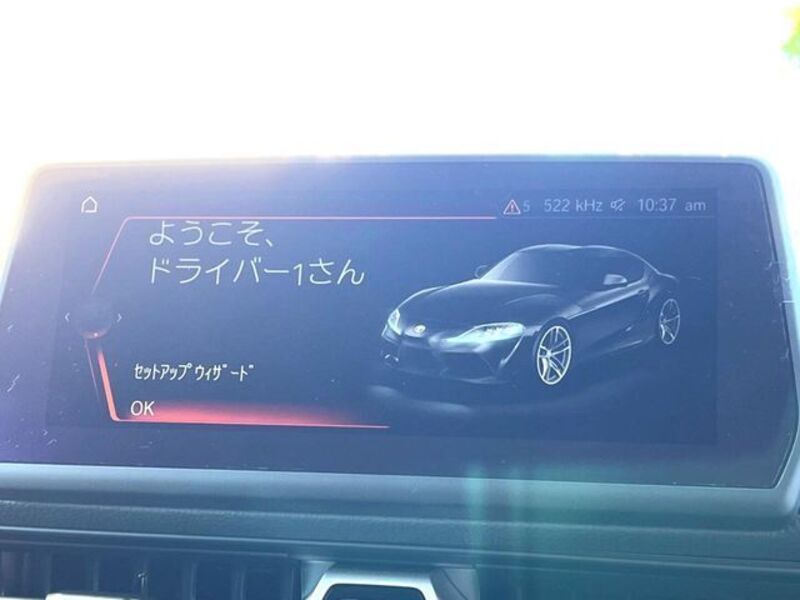 5 522 kHz 10:37 am
ようこそ、
ドライバー1さん
ｾｯﾄｱｯﾌﾟｳｨｻﾞｰﾄﾞ
OK